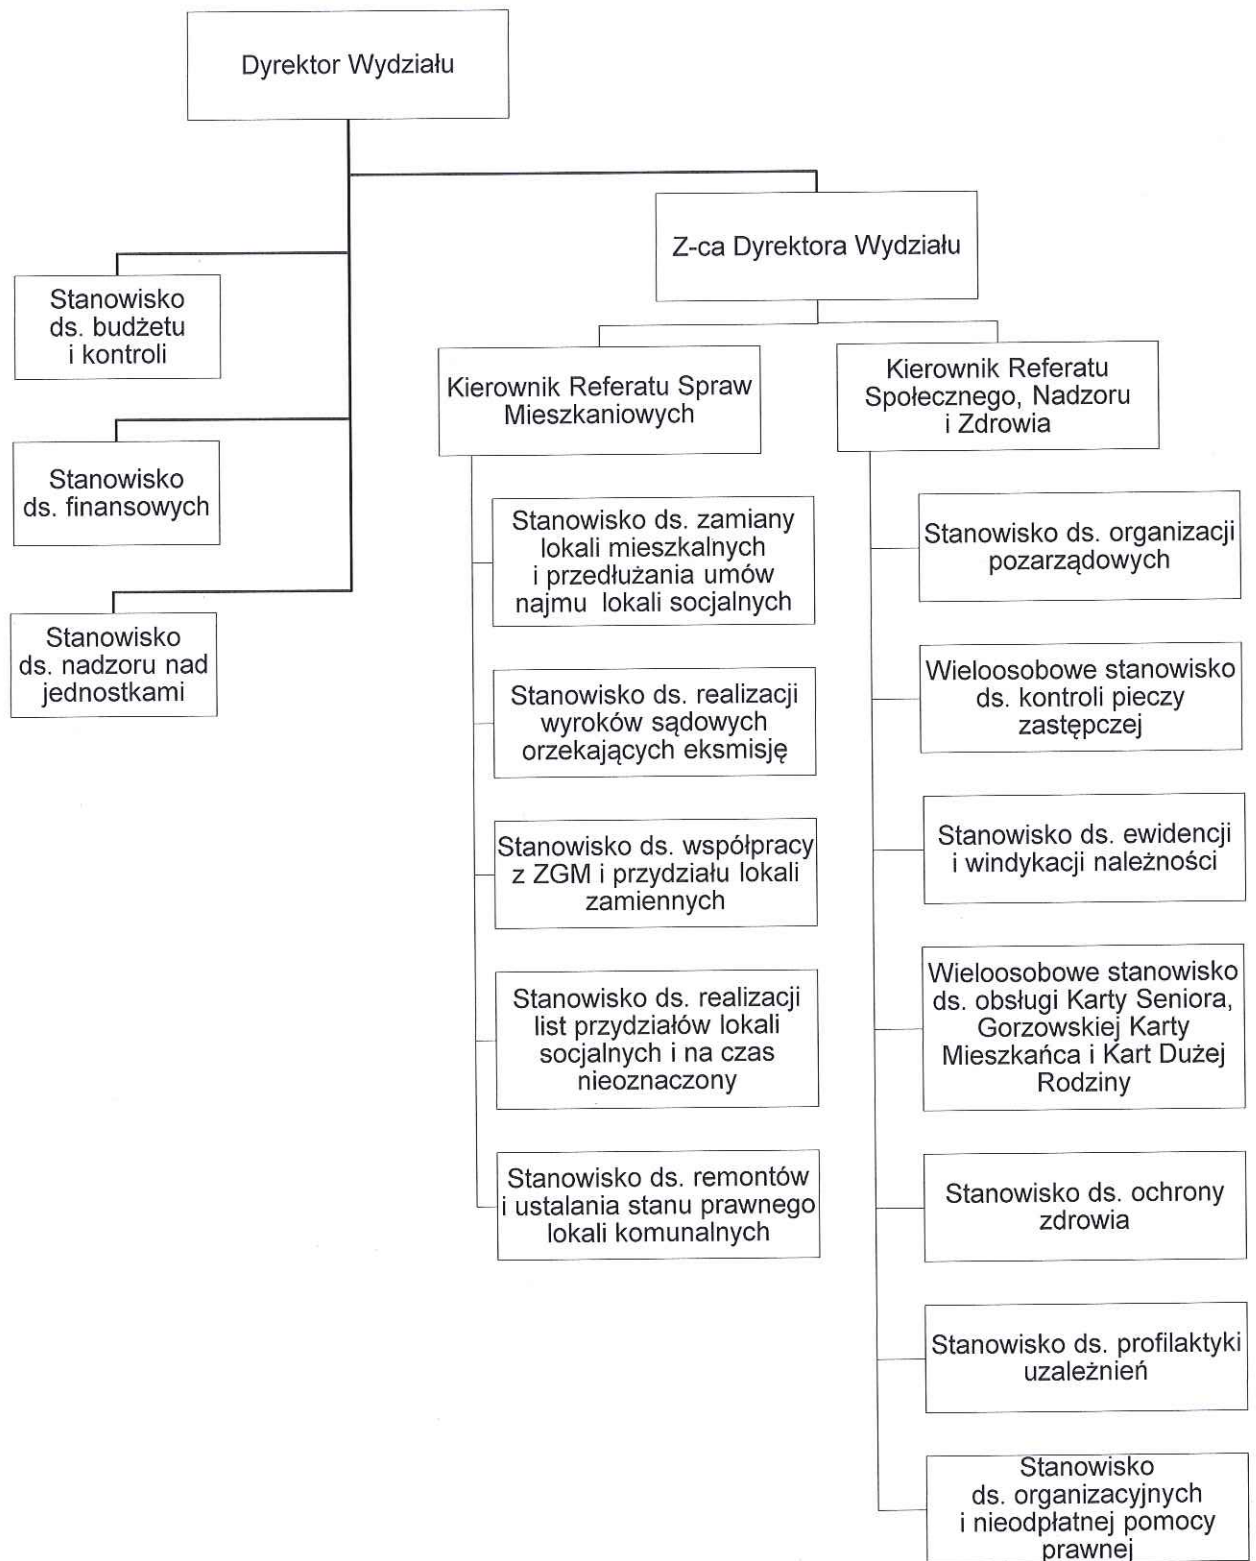 Dyrektor Wydziału
Z-ca Dyrektora Wydziału
Stanowisko
ds. budżetu
i kontroli
Stanowisko
ds. finansowych
Stanowisko
ds. nadzoru nad
jednostkami
Kierownik Referatu Spraw
Mieszkaniowych
Stanowisko ds. zamiany
lokali mieszkalnych
i przedłużania umów
najmu lokali socjalnych
Stanowisko ds. realizacji
wyroków sądowych
orzekających eksmisję
Stanowisko ds. współpracy
z ZGM i przydziału lokali
zamiennych
Stanowisko ds. realizacji
list przydziałów lokali
socjalnych i na czas
nieoznaczony
Stanowisko ds. remontów
i ustalania stanu prawnego
lokali komunalnych
Kierownik Referatu
Społecznego, Nadzoru
i Zdrowia
Stanowisko ds. organizacji
pozarządowych
Wieloosobowe stanowisko
ds. kontroli pieczy
zastępczej
Stanowisko ds. ewidencji
i windykacji należności
Wieloosobowe stanowisko
ds. obsługi Karty Seniora,
Gorzowskiej Karty
Mieszkańca i Kart Dużej
Rodziny
Stanowisko ds. ochrony
zdrowia
Stanowisko ds. profilaktyki
uzależnień
Stanowisko
ds. organizacyjnych
i nieodpłatnej pomocy
prawnej